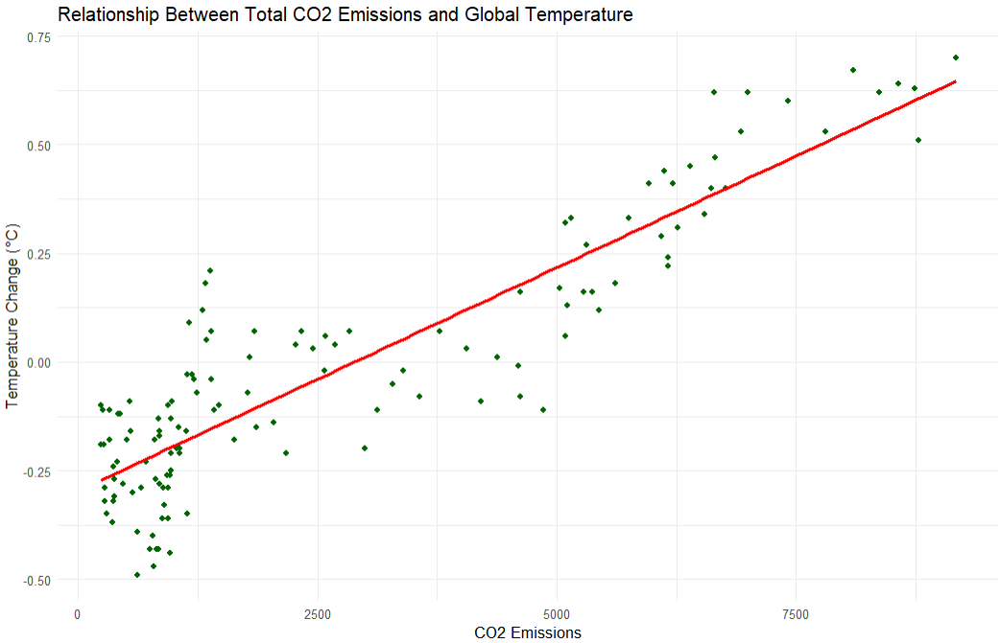 Relationship Between Total CO2 Emissions and Global Temperature
Temperature Change (°C)
0.75
0.50
0.25
0.00
-0.25
-0.50
0 2500 5000 7500
CO2 Emissions